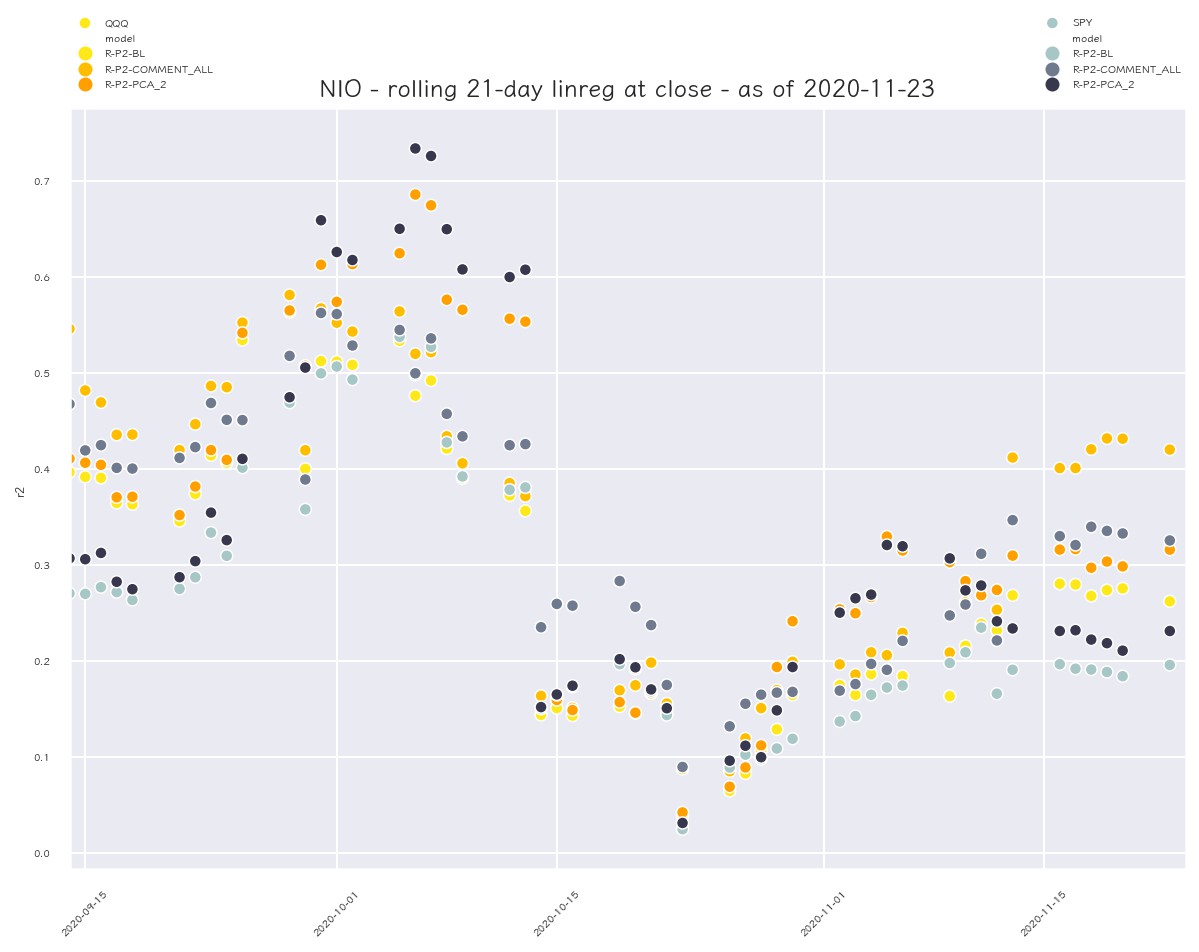 QQQ
model
R-P2-BL
R-P2-COMMENT_ALL
R-P2-PCA_2
SPY
model
R-P2-BL
R-P2-COMMENT_ALL
R-P2-PCA_2
NIO - rolling 21-day linreg at close - as of 2020-11-23
0.7
0.6
0.5
0.4
r2
0.3
0.2
0.1
0.0
2020-09-15
2020-10-01
2020-10-15
2020-11-01
2020-11-15